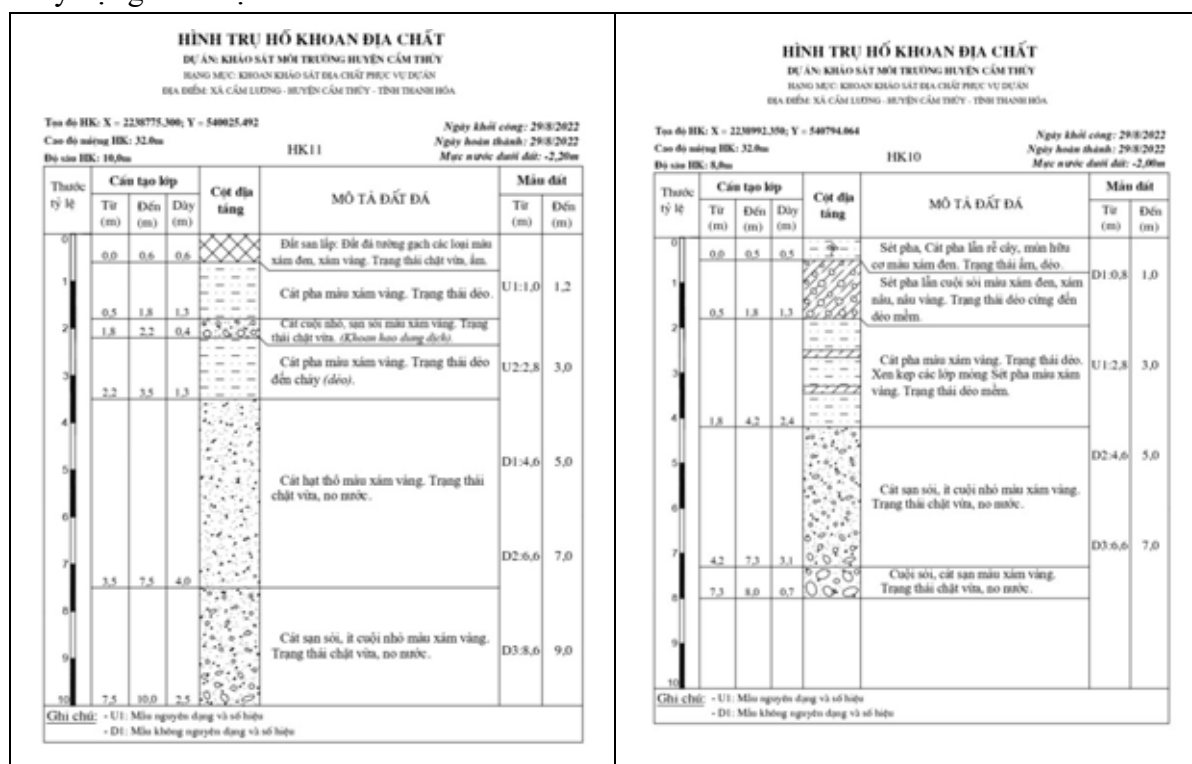 HÌNH TRỤ HỐ KHOAN ĐỊA CHẤT
DỰ ÁN: KHẢO SÁT MÔI TRƯỜNG HUYỆN CẨM THỦY
HẠNG MỤC: KHOAN KHẢO SÁT ĐỊA CHẤT PHỤC VỤ DỰ ÁN
ĐỊA ĐIỂM: XÃ CẨM LƯƠNG - HUYỆN CẨM THỦY - TỈNH THANH HÓA
Tọa độ HK: X = 2238775.300; Y = 540025.492
Cao độ miệng HK: 32.0m
Độ sâu HK: 10,0m
HK11
Ngày khởi công: 29/8/2022
Ngày hoàn thành: 29/8/2022
Mực nước dưới đất: -2,20m
Thước tỷ lệ
Cấu tạo lớp
Cột địa tầng
MÔ TẢ ĐẤT ĐÁ
Mẫu đất
Từ (m) Đến (m) Dày (m)
Từ (m) Đến (m)
0
0,0 0,6 0,6
Đất san lấp: Đất đá tường gạch các loại màu
xám đen, xám vàng. Trạng thái chặt vừa, ẩm.
1
Cát pha màu xám vàng. Trạng thái dẻo.
U1:1,0 1,2
0,5 1,8 1,3
2
1,8 2,2 0,4
Cát cuội nhỏ, sạn sỏi màu xám vàng. Trạng
thái chặt vừa. (Khoan hao dung dịch).
Cát pha màu xám vàng. Trạng thái dẻo
đến chảy (dẻo).
U2:2,8 3,0
3
2,2 3,5 1,3
4
5
Cát hạt thô màu xám vàng. Trạng thái
chặt vừa, no nước.
D1:4,6 5,0
6
D2:6,6 7,0
7
3,5 7,5 4,0
8
Cát sạn sỏi, ít cuội nhỏ màu xám vàng.
Trạng thái chặt vừa, no nước.
D3:8,6 9,0
9
10
7,5 10,0 2,5
Ghi chú: - U1: Mẫu nguyên dạng và số hiệu
- D1: Mẫu không nguyên dạng và số hiệu
HÌNH TRỤ HỐ KHOAN ĐỊA CHẤT
DỰ ÁN: KHẢO SÁT MÔI TRƯỜNG HUYỆN CẨM THỦY
HẠNG MỤC: KHOAN KHẢO SÁT ĐỊA CHẤT PHỤC VỤ DỰ ÁN
ĐỊA ĐIỂM: XÃ CẨM LƯƠNG - HUYỆN CẨM THỦY - TỈNH THANH HÓA
Tọa độ HK: X = 2238992.350; Y = 540794.064
Cao độ miệng HK: 32.0m
Độ sâu HK: 8,0m
HK10
Ngày khởi công: 29/8/2022
Ngày hoàn thành: 29/8/2022
Mực nước dưới đất: -2,00m
Thước tỷ lệ
Cấu tạo lớp
Cột địa tầng
MÔ TẢ ĐẤT ĐÁ
Mẫu đất
Từ (m) Đến (m) Dày (m)
Từ (m) Đến (m)
0
0,0 0,5 0,5
Sét pha, Cát pha lẫn rễ cây, mùn hữu
cơ màu xám đen. Trạng thái ẩm, dẻo.
D1:0,8 1,0
1
Sét pha lẫn cuội sỏi màu xám đen, xám
nâu, nâu vàng. Trạng thái dẻo cứng đến
dẻo mềm.
0,5 1,8 1,3
2
Cát pha màu xám vàng. Trạng thái dẻo.
Xen kẹp các lớp mỏng Sét pha màu xám
vàng. Trạng thái dẻo mềm.
U1:2,8 3,0
3
4
1,8 4,2 2,4
D2:4,6 5,0
5
Cát sạn sỏi, ít cuội nhỏ màu xám vàng.
Trạng thái chặt vừa, no nước.
6
D3:6,6 7,0
7
4,2 7,3 3,1
Cuội sỏi, cát sạn màu xám vàng.
Trạng thái chặt vừa, no nước.
7,3 8,0 0,7
8
9
10
Ghi chú: - U1: Mẫu nguyên dạng và số hiệu
- D1: Mẫu không nguyên dạng và số hiệu